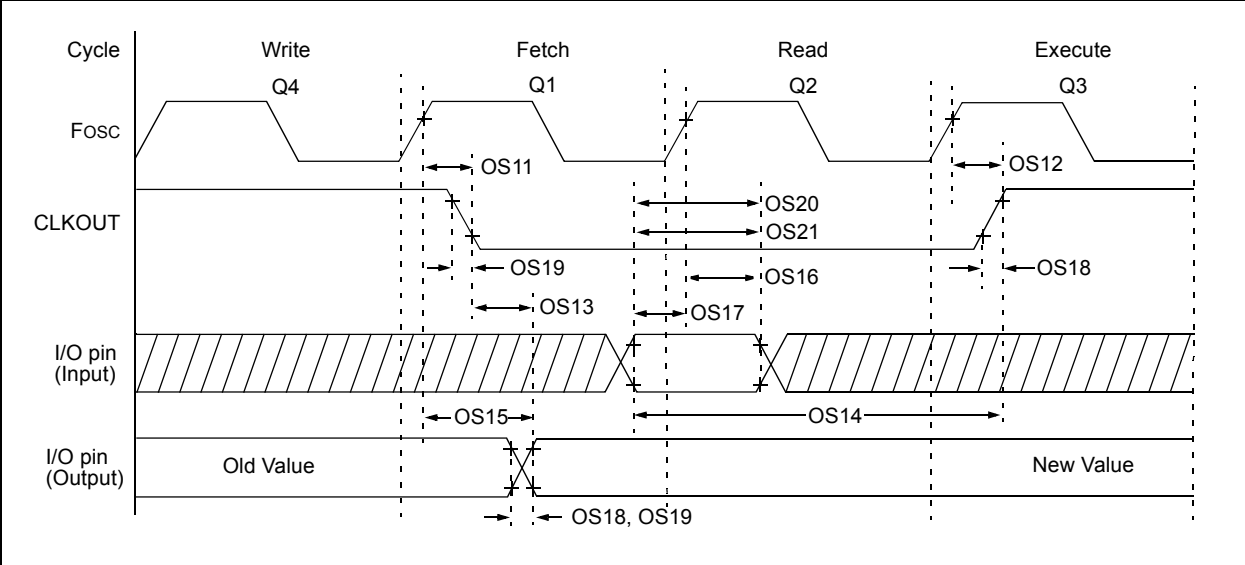 Cycle Write Fetch Read Execute
Q4 Q1 Q2 Q3
Fosc
OS11 OS12
CLKOUT
OS20
OS21
OS19 OS16 OS18
OS13 OS17
I/O pin
(Input)
OS15 OS14
I/O pin
(Output)
Old Value New Value
OS18, OS19